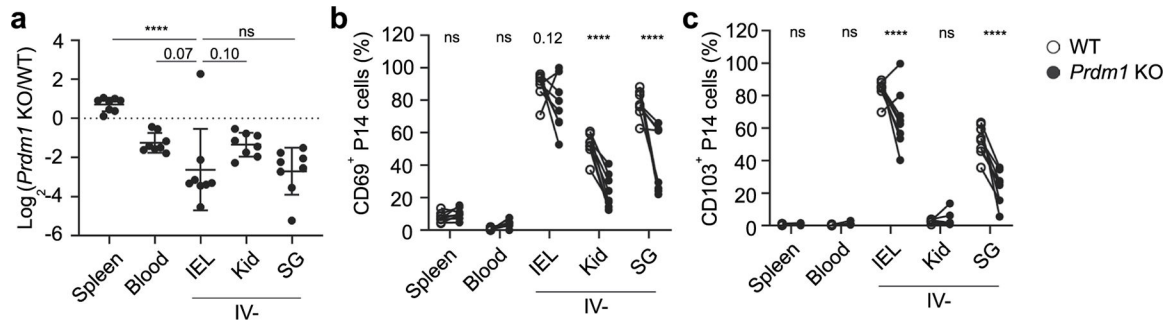 a
Log2(Prdm1 KO/WT)
4
2
0
-2
-4
-6
****
ns
0.07
0.10
Spleen
Blood
IEL
Kid
SG
IV-
b
CD69+ P14 cells (%)
120
100
80
60
40
20
0
ns
ns
0.12
****
****
Spleen
Blood
IEL
Kid
SG
IV-
c
CD103+ P14 cells (%)
120
100
80
60
40
20
0
ns
ns
****
ns
****
Spleen
Blood
IEL
Kid
SG
IV-
WT
Prdm1 KO